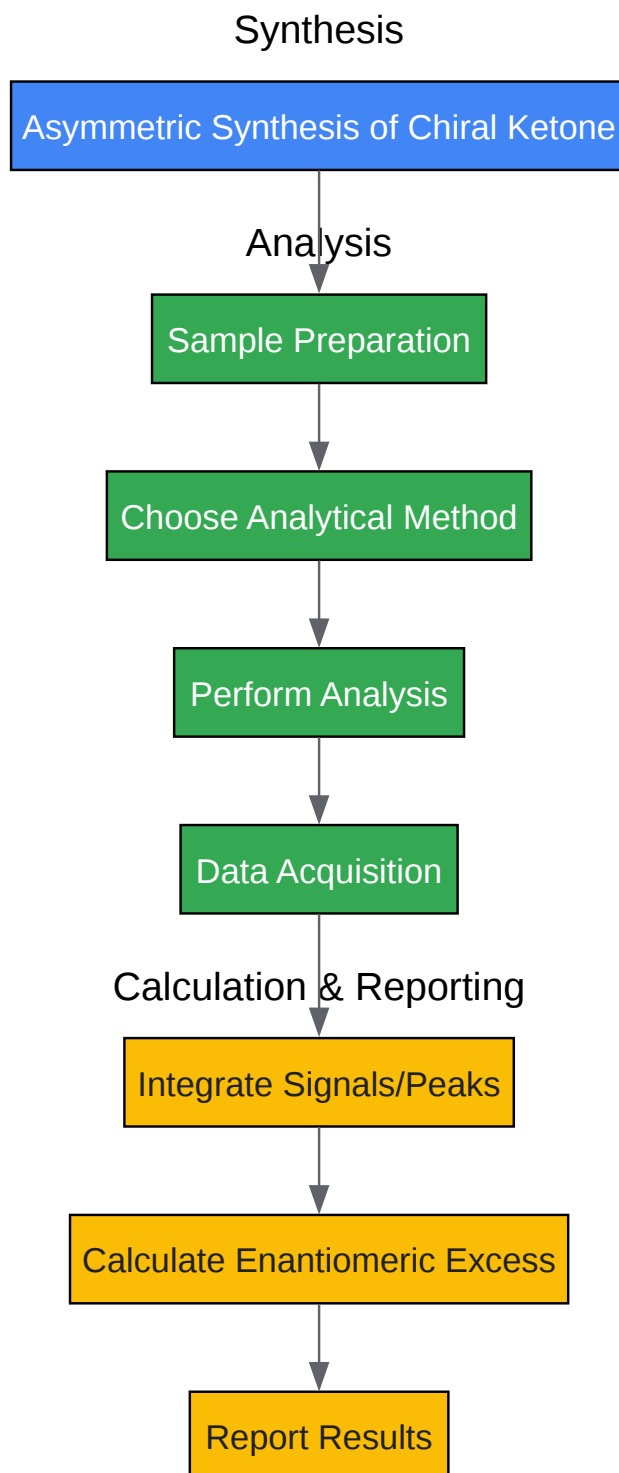 Synthesis
Asymmetric Synthesis of Chiral Ketone
Analysis
Sample Preparation
Choose Analytical Method
Perform Analysis
Data Acquisition
Calculation & Reporting
Integrate Signals/Peaks
Calculate Enantiomeric Excess
Report Results